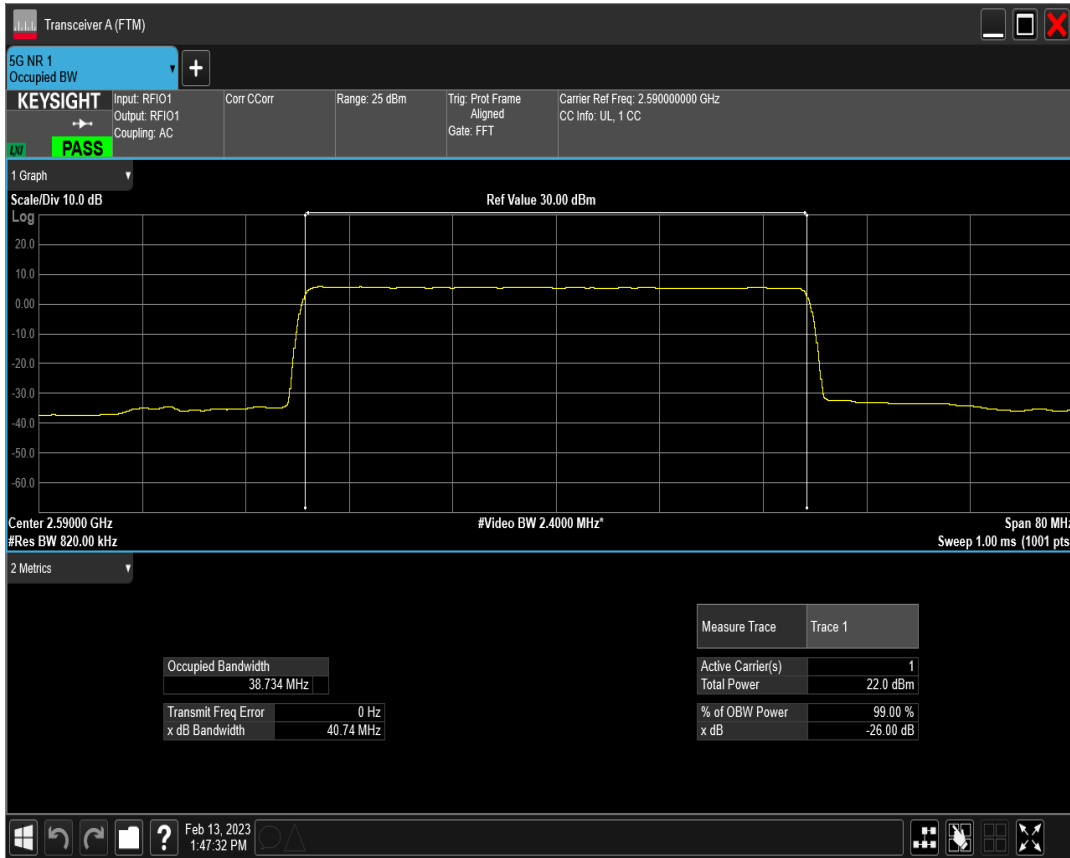 Transceiver A (FTM)
5G NR 1
Occupied BW
+
KEYSIGHT
LXI
PASS
Input: RFIO1
Output: RFIO1
Coupling: AC
Corr CCorr
Range: 25 dBm
Trig: Prot Frame
Aligned
Gate: FFT
Carrier Ref Freq: 2.590000000 GHz
CC Info: UL, 1 CC
1 Graph
Scale/Div 10.0 dB
Ref Value 30.00 dBm
Log
20.0
10.0
0.00
-10.0
-20.0
-30.0
-40.0
-50.0
-60.0
Center 2.59000 GHz
#Video BW 2.4000 MHz*
Span 80 MHz
#Res BW 820.00 kHz
Sweep 1.00 ms (1001 pts
2 Metrics
Measure Trace Trace 1
Occupied Bandwidth
38.734 MHz
Active Carrier(s) 1
Total Power 22.0 dBm
Transmit Freq Error 0 Hz
x dB Bandwidth 40.74 MHz
% of OBW Power 99.00 %
x dB -26.00 dB
?
Feb 13, 2023
1:47:32 PM